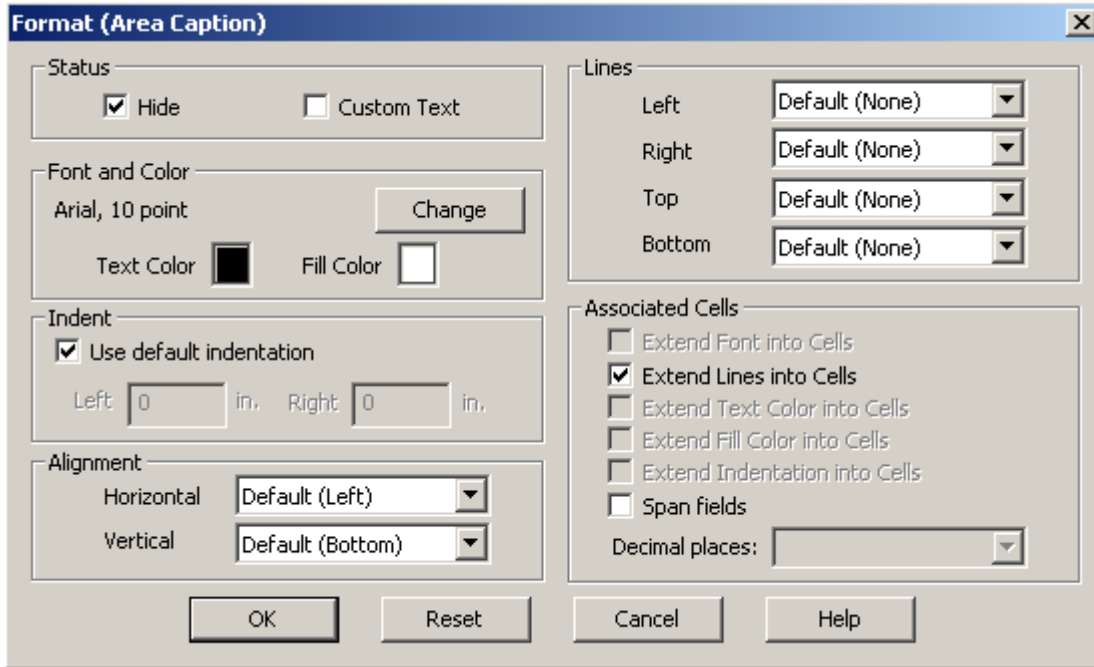 Format (Area Caption)
Status
Hide
Custom Text
Font and Color
Arial, 10 point
Change
Text Color
Fill Color
Indent
Use default indentation
Left 0 in. Right 0 in.
Alignment
Horizontal Default (Left)
Vertical Default (Bottom)
Lines
Left Default (None)
Right Default (None)
Top Default (None)
Bottom Default (None)
Associated Cells
Extend Font into Cells
Extend Lines into Cells
Extend Text Color into Cells
Extend Fill Color into Cells
Extend Indentation into Cells
Span fields
Decimal places:
OK Reset Cancel Help